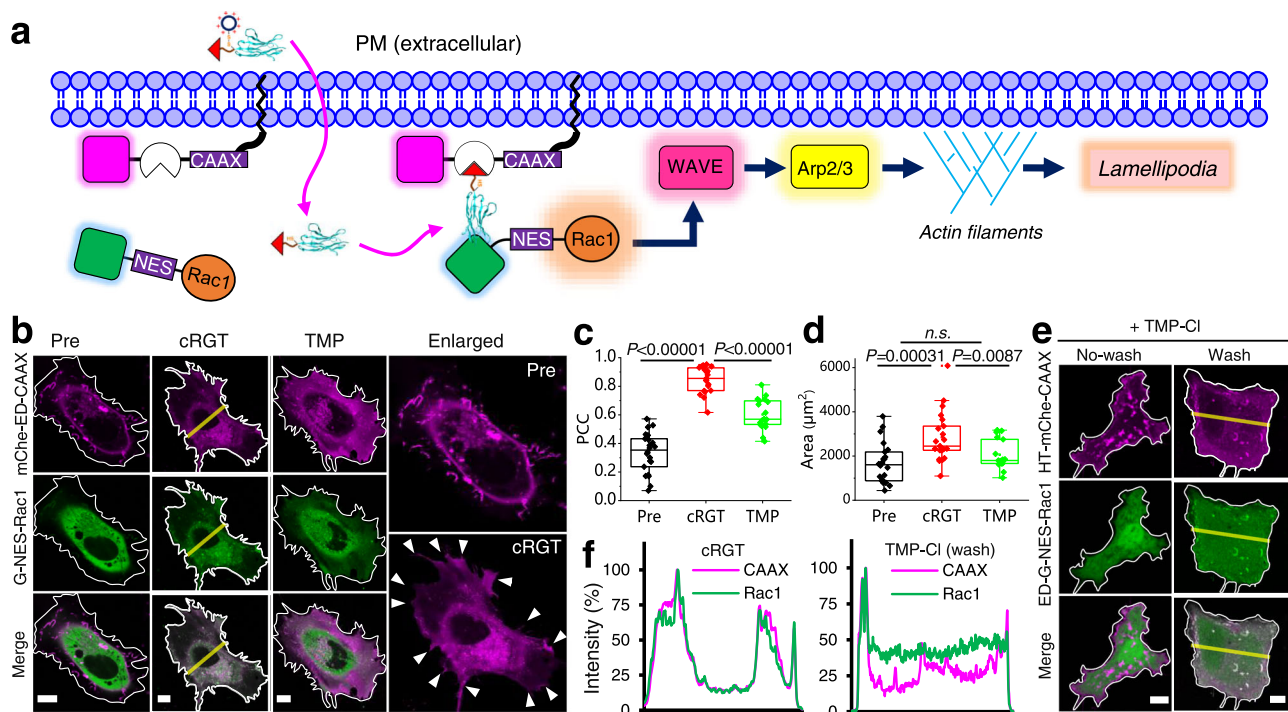 a
PM (extracellular)
CAAX
CAAX
WAVE
Arp2/3
Lamellipodia
NES
Rac1
NES
Rac1
Actin filaments
b
Pre
cRGT
TMP
Enlarged
mChe-ED-CAAX
G-NES-Rac1
Merge
Pre
cRGT
c
P<0.00001
P<0.00001
PCC
1.0
0.8
0.6
0.4
0.2
0.0
Pre
cRGT
TMP
d
n.s.
P=0.00031
P=0.0087
Area (µm²)
6000
4000
2000
0
Pre
cRGT
TMP
e
+ TMP-Cl
No-wash
Wash
HT-mChe-CAAX
ED-G-NES-Rac1
Merge
f
cRGT
CAAX
Rac1
Intensity (%)
100
75
50
25
0
TMP-Cl (wash)
CAAX
Rac1
100
75
50
25
0